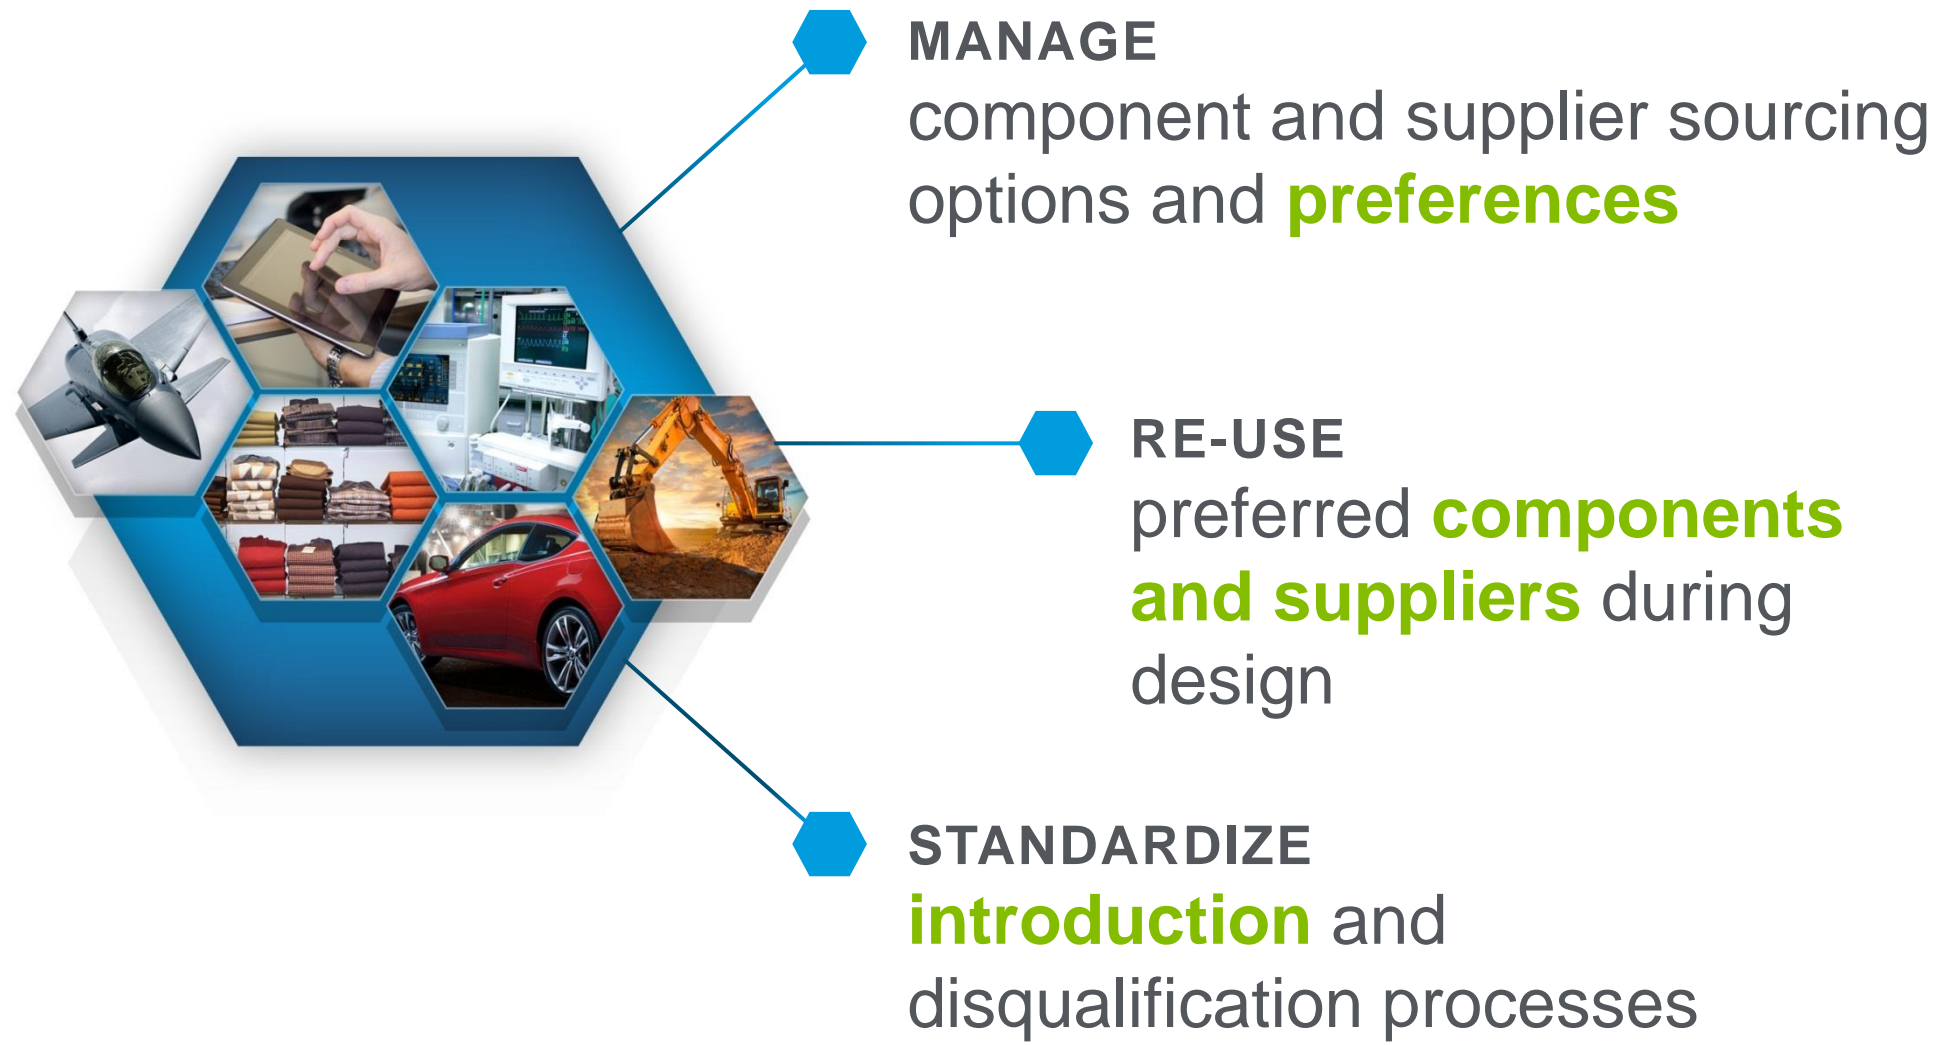 MANAGE
component and supplier sourcing
options and preferences
RE-USE
preferred components
and suppliers during
design
STANDARDIZE
introduction and
disqualification processes